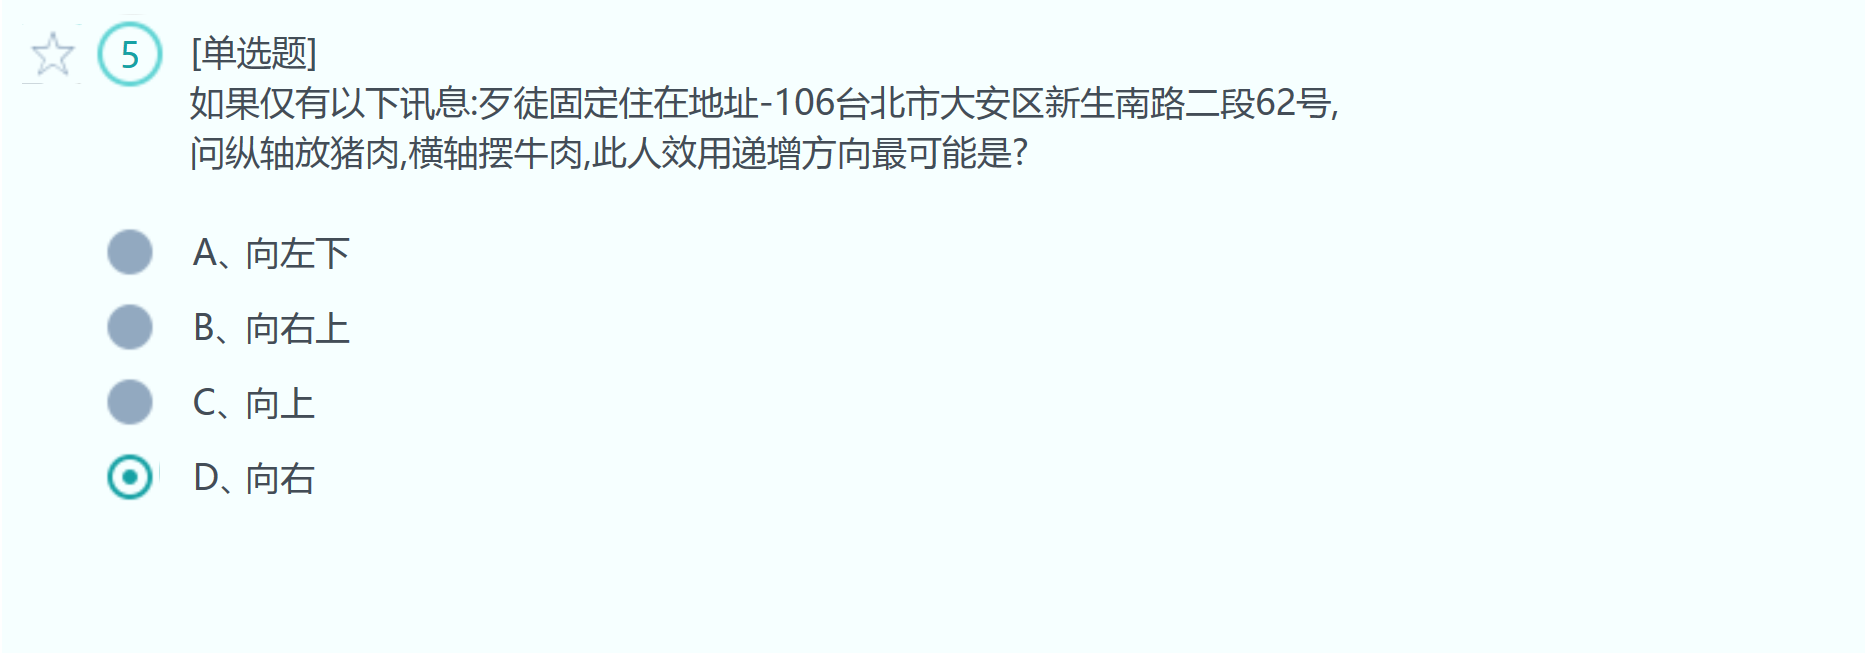 5 [单选题]
如果仅有以下讯息:歹徒固定住在地址-106台北市大安区新生南路二段62号,
问纵轴放猪肉,横轴摆牛肉,此人效用递增方向最可能是?
A、向左下
B、向右上
C、向上
D、向右